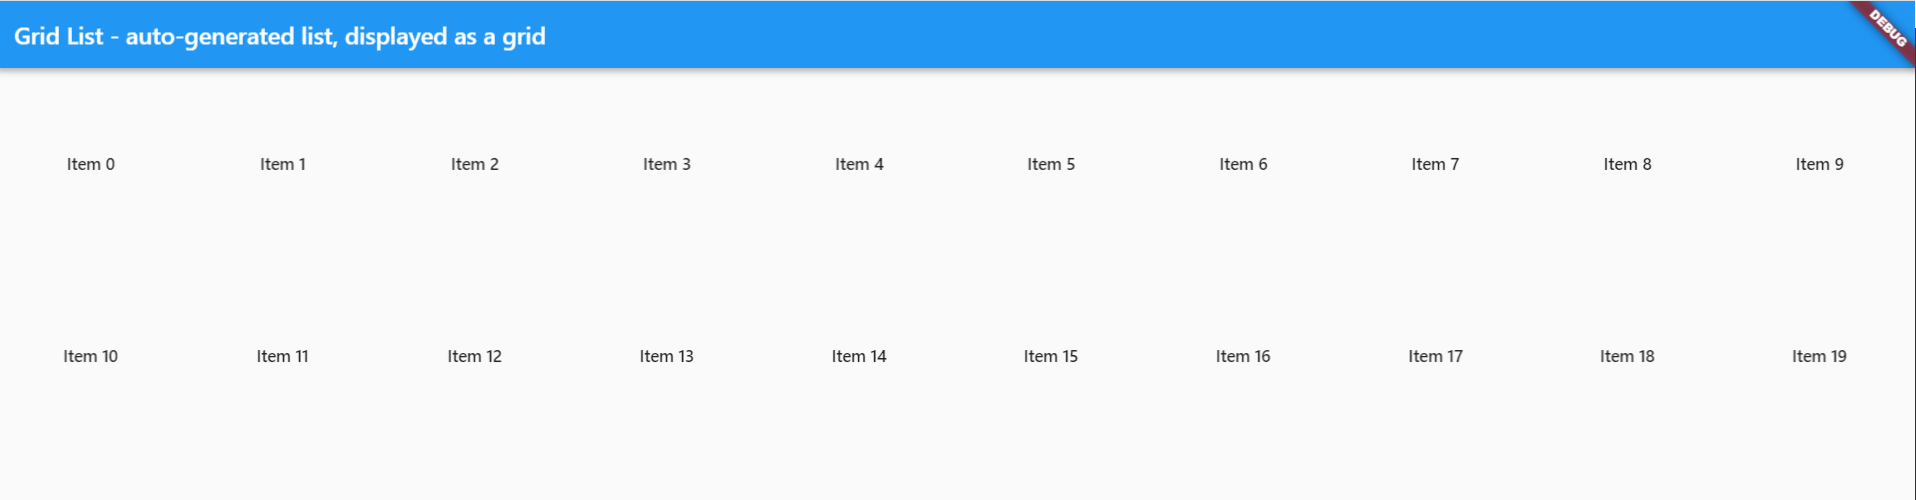 Grid List - auto-generated list, displayed as a grid
DEBUG
Item 0 Item 1 Item 2 Item 3 Item 4 Item 5 Item 6 Item 7 Item 8 Item 9
Item 10 Item 11 Item 12 Item 13 Item 14 Item 15 Item 16 Item 17 Item 18 Item 19